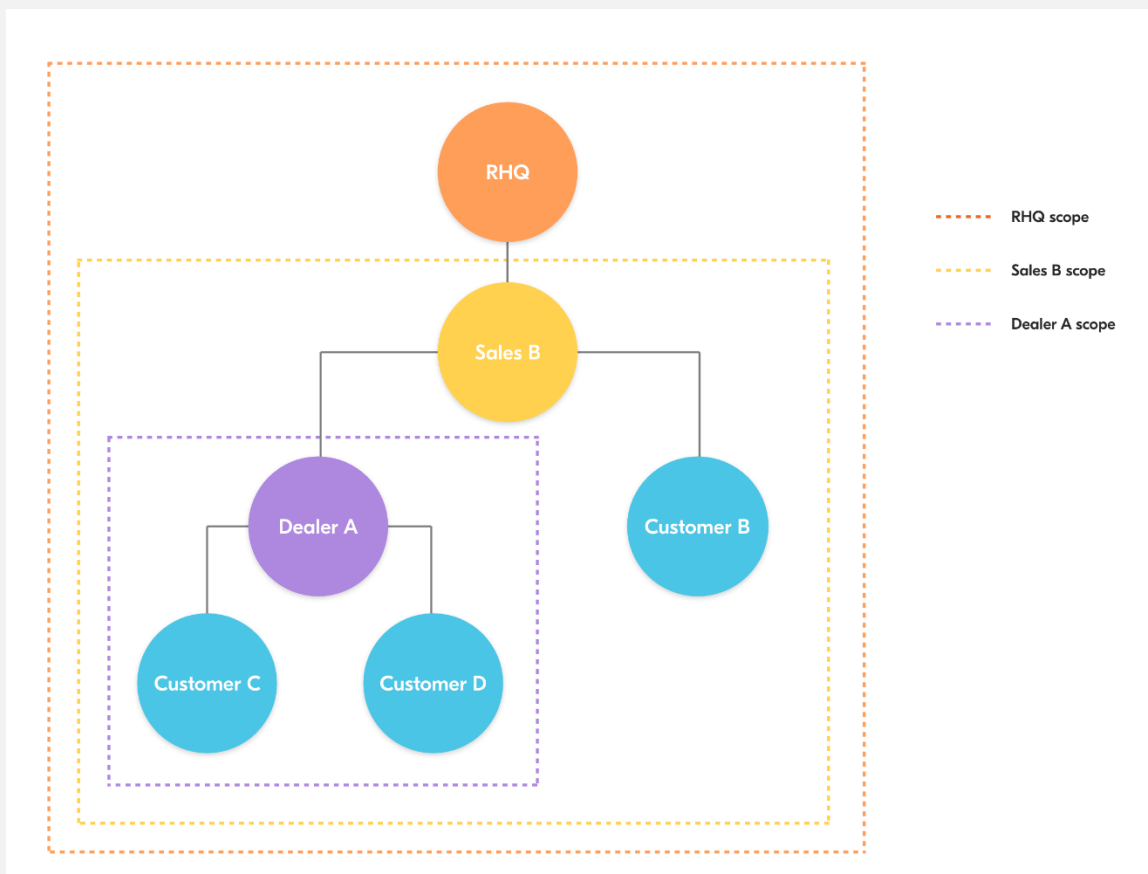 RHQ
RHQ scope
Sales B scope
Dealer A scope
Sales B
Dealer A
Customer B
Customer C
Customer D